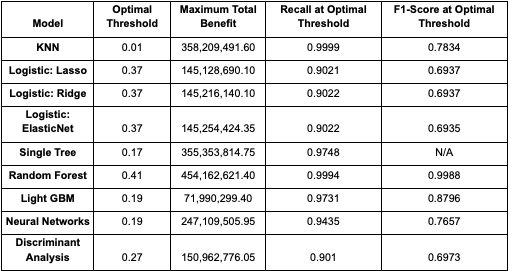 Model | Optimal Threshold | Maximum Total Benefit | Recall at Optimal Threshold | F1-Score at Optimal Threshold
KNN | 0.01 | 358,209,491.60 | 0.9999 | 0.7834
Logistic: Lasso | 0.37 | 145,128,690.10 | 0.9021 | 0.6937
Logistic: Ridge | 0.37 | 145,216,140.10 | 0.9022 | 0.6937
Logistic: ElasticNet | 0.37 | 145,254,424.35 | 0.9022 | 0.6935
Single Tree | 0.17 | 355,353,814.75 | 0.9748 | N/A
Random Forest | 0.41 | 454,162,621.40 | 0.9994 | 0.9988
Light GBM | 0.19 | 71,990,299.40 | 0.9731 | 0.8796
Neural Networks | 0.19 | 247,109,505.95 | 0.9435 | 0.7657
Discriminant Analysis | 0.27 | 150,962,776.05 | 0.901 | 0.6973